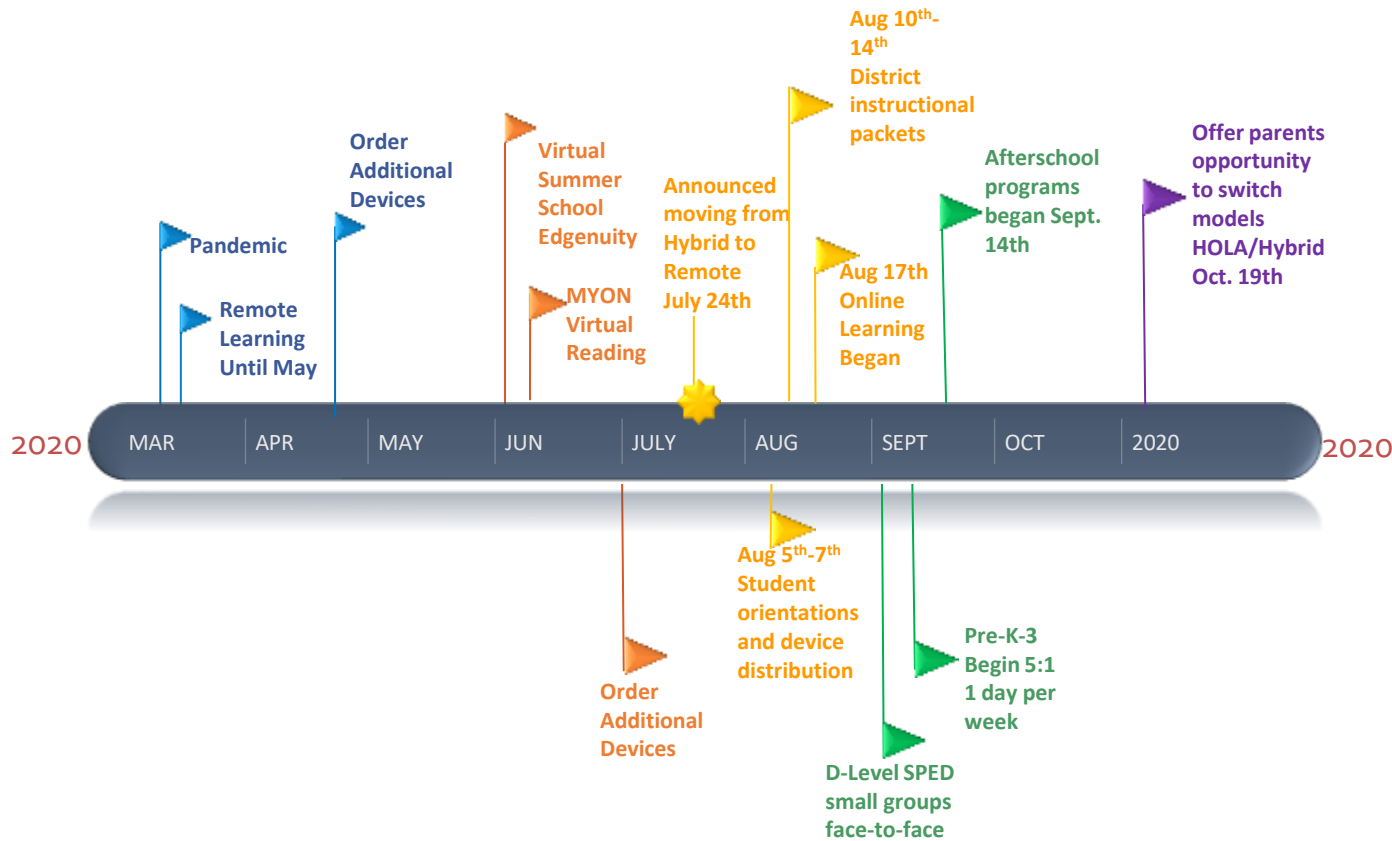 Aug 10th-
14th
District
instructional
packets
Order
Additional
Devices
Virtual
Summer
School
Edgenuity
Announced
moving from
Hybrid to
Remote
July 24th
Afterschool
programs
began Sept.
14th
Offer parents
opportunity
to switch
models
HOLA/Hybrid
Oct. 19th
Pandemic
Remote
Learning
Until May
MYON
Virtual
Reading
Aug 17th
Online
Learning
Began
2020 MAR APR MAY JUN JULY AUG SEPT OCT 2020 2020
Aug 5th-7th
Student
orientations
and device
distribution
Order
Additional
Devices
Pre-K-3
Begin 5:1
1 day per
week
D-Level SPED
small groups
face-to-face